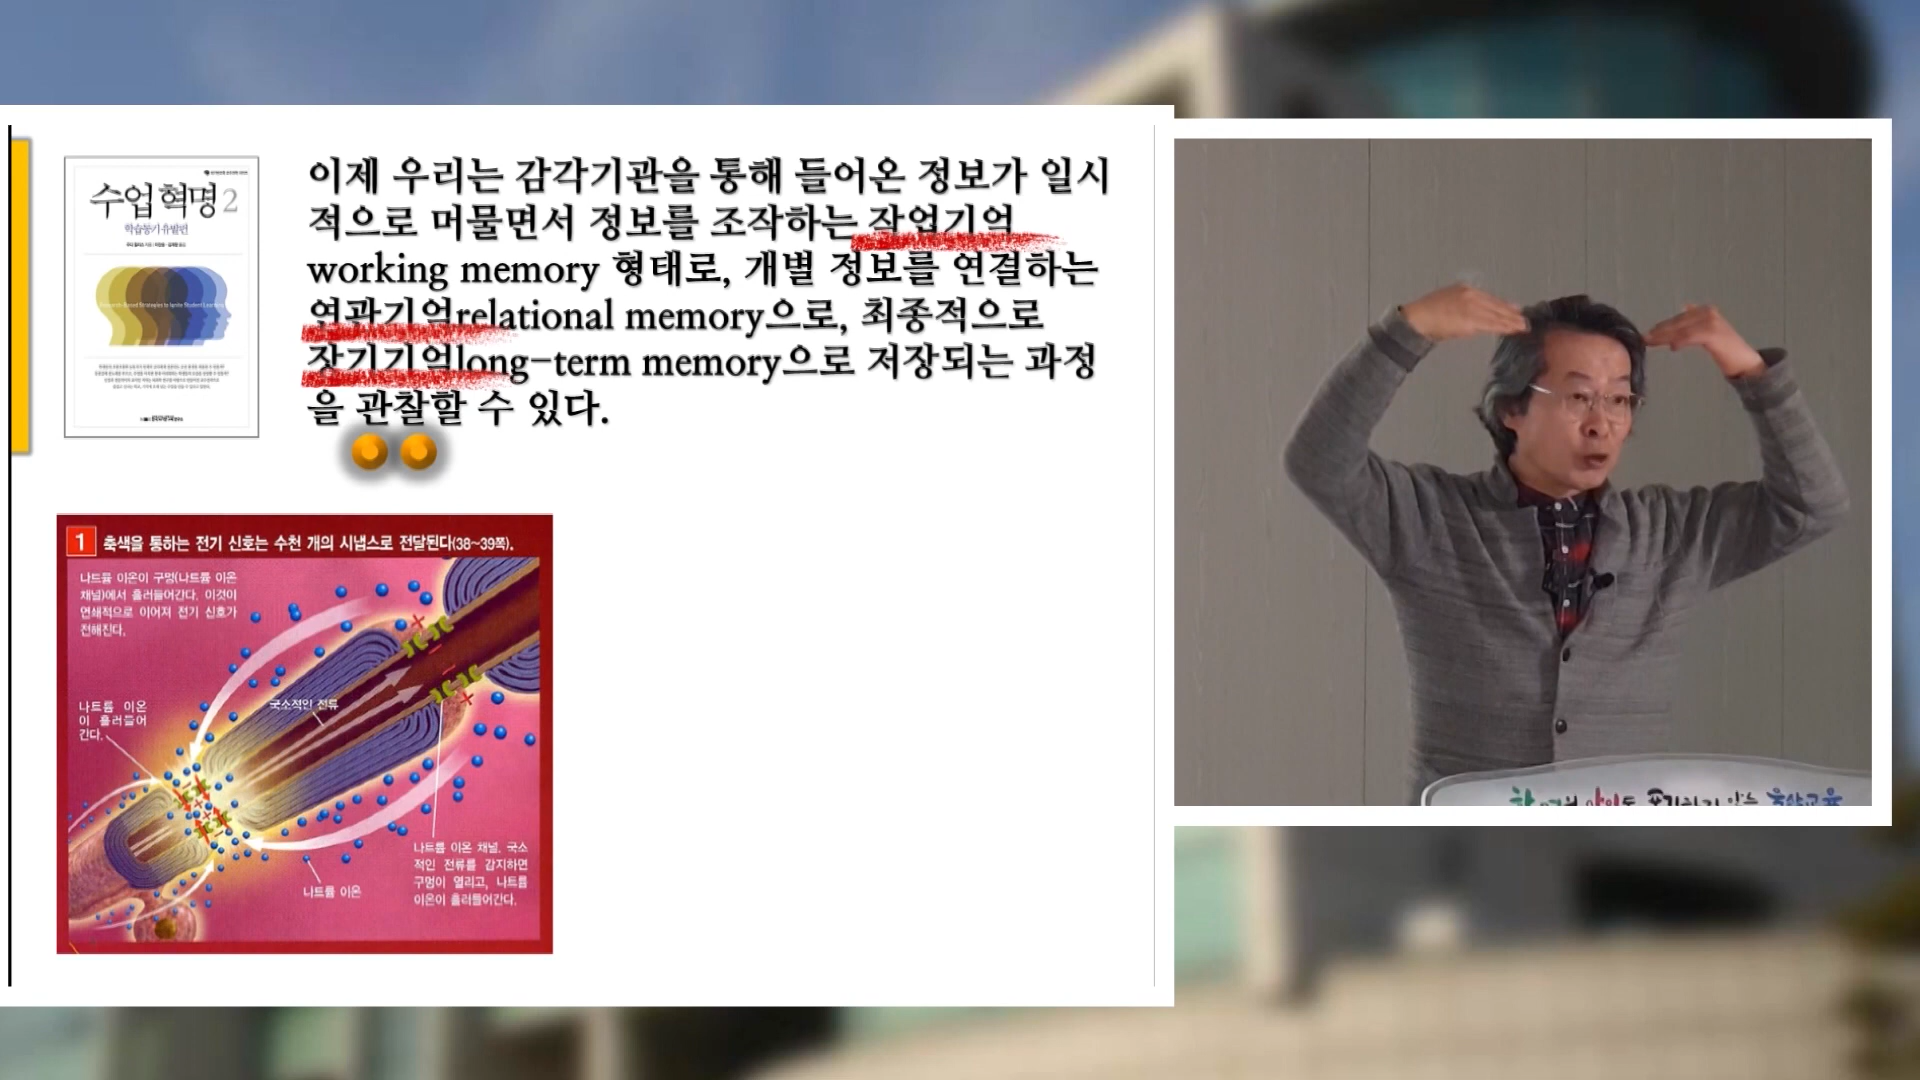 수업 혁명 2
학습동기 유발편
이제 우리는 감각기관을 통해 들어온 정보가 일시
적으로 머물면서 정보를 조작하는 작업기억
working memory 형태로, 개별 정보를 연결하는
연관기억relational memory으로, 최종적으로
장기기억long-term memory으로 저장되는 과정
을 관찰할 수 있다.
1 축색을 통하는 전기 신호는 수천 개의 시냅스로 전달된다(38~39쪽).
나트륨 이온이 구멍(나트륨 이온
채널)에서 흘러들어간다. 이것이
연쇄적으로 이어져 전기 신호가
전해진다.
국소적인 전류
나트륨 이온
이 흘러들어
간다.
나트륨 이온 채널. 국소
적인 전류를 감지하면
구멍이 열리고, 나트륨
이온이 흘러들어간다.
나트륨 이온